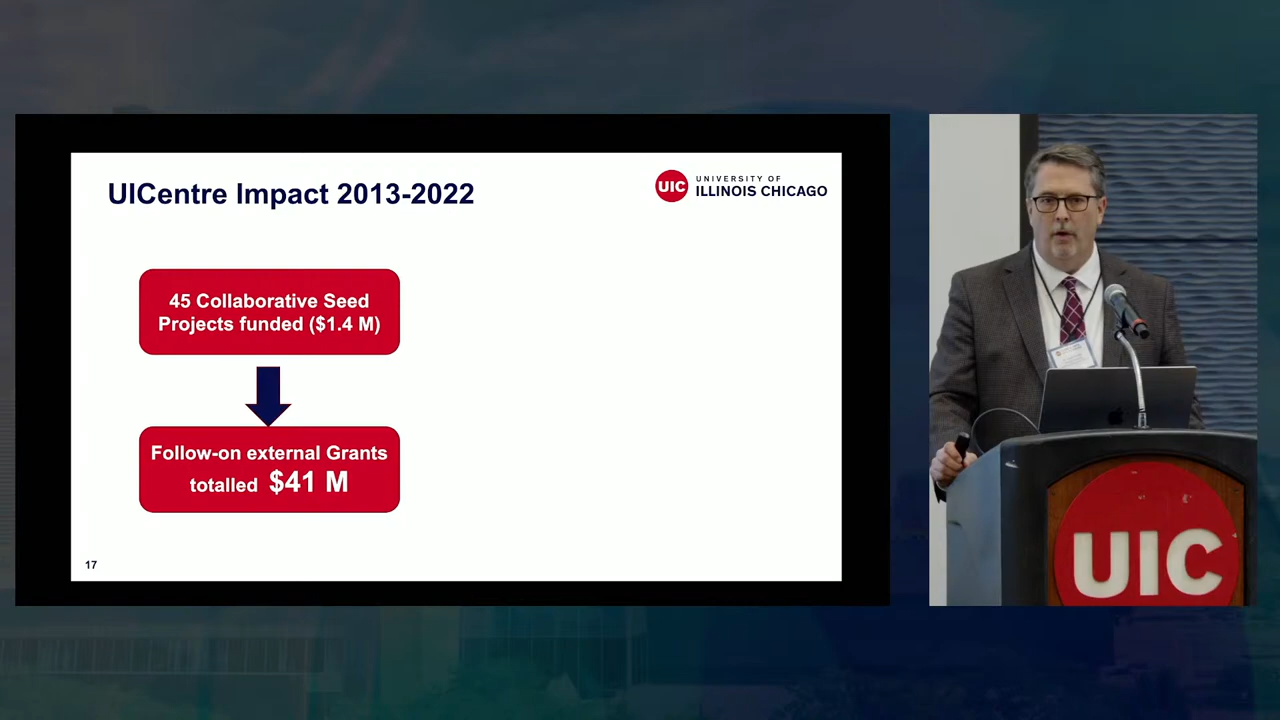 UICentre Impact 2013-2022
UIC
UNIVERSITY OF
ILLINOIS CHICAGO
45 Collaborative Seed
Projects funded ($1.4 M)
Follow-on external Grants
totalled $41 M
17
UIC